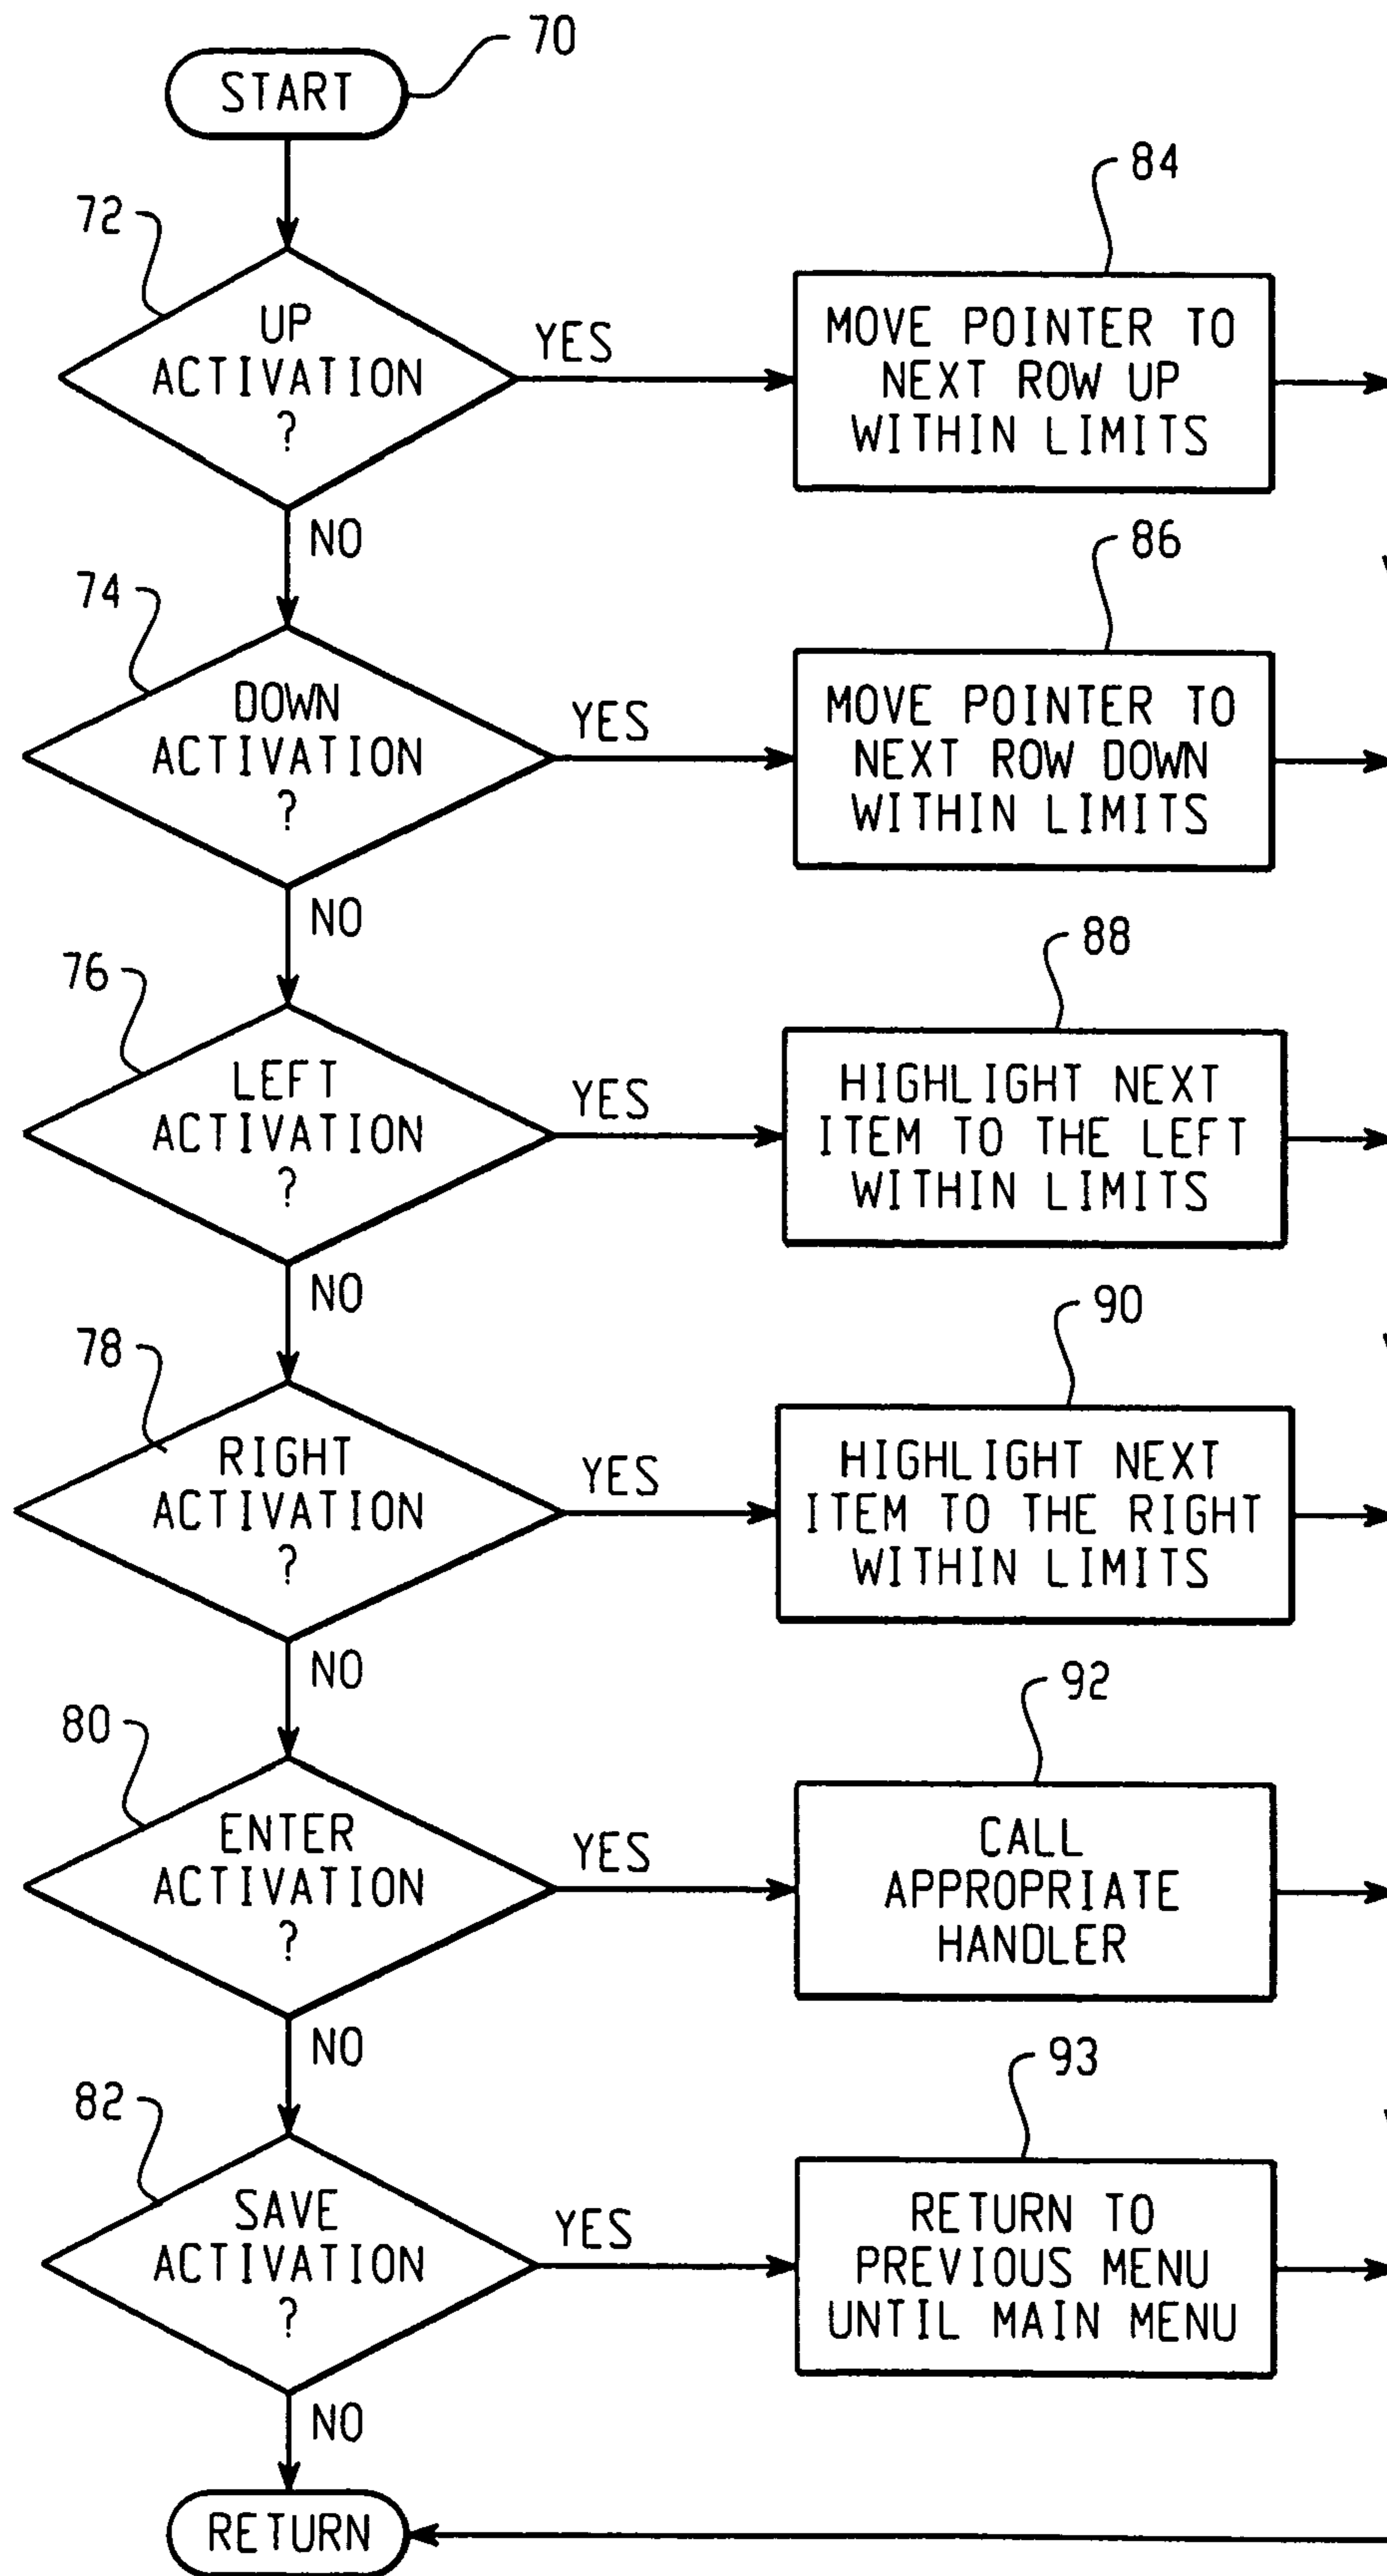 70
START
72
84
UP
ACTIVATION
?
YES
MOVE POINTER TO
NEXT ROW UP
WITHIN LIMITS
NO
74
86
DOWN
ACTIVATION
?
YES
MOVE POINTER TO
NEXT ROW DOWN
WITHIN LIMITS
NO
76
88
LEFT
ACTIVATION
?
YES
HIGHLIGHT NEXT
ITEM TO THE LEFT
WITHIN LIMITS
NO
78
90
RIGHT
ACTIVATION
?
YES
HIGHLIGHT NEXT
ITEM TO THE RIGHT
WITHIN LIMITS
NO
80
92
ENTER
ACTIVATION
?
YES
CALL
APPROPRIATE
HANDLER
NO
82
93
SAVE
ACTIVATION
?
YES
RETURN TO
PREVIOUS MENU
UNTIL MAIN MENU
NO
RETURN